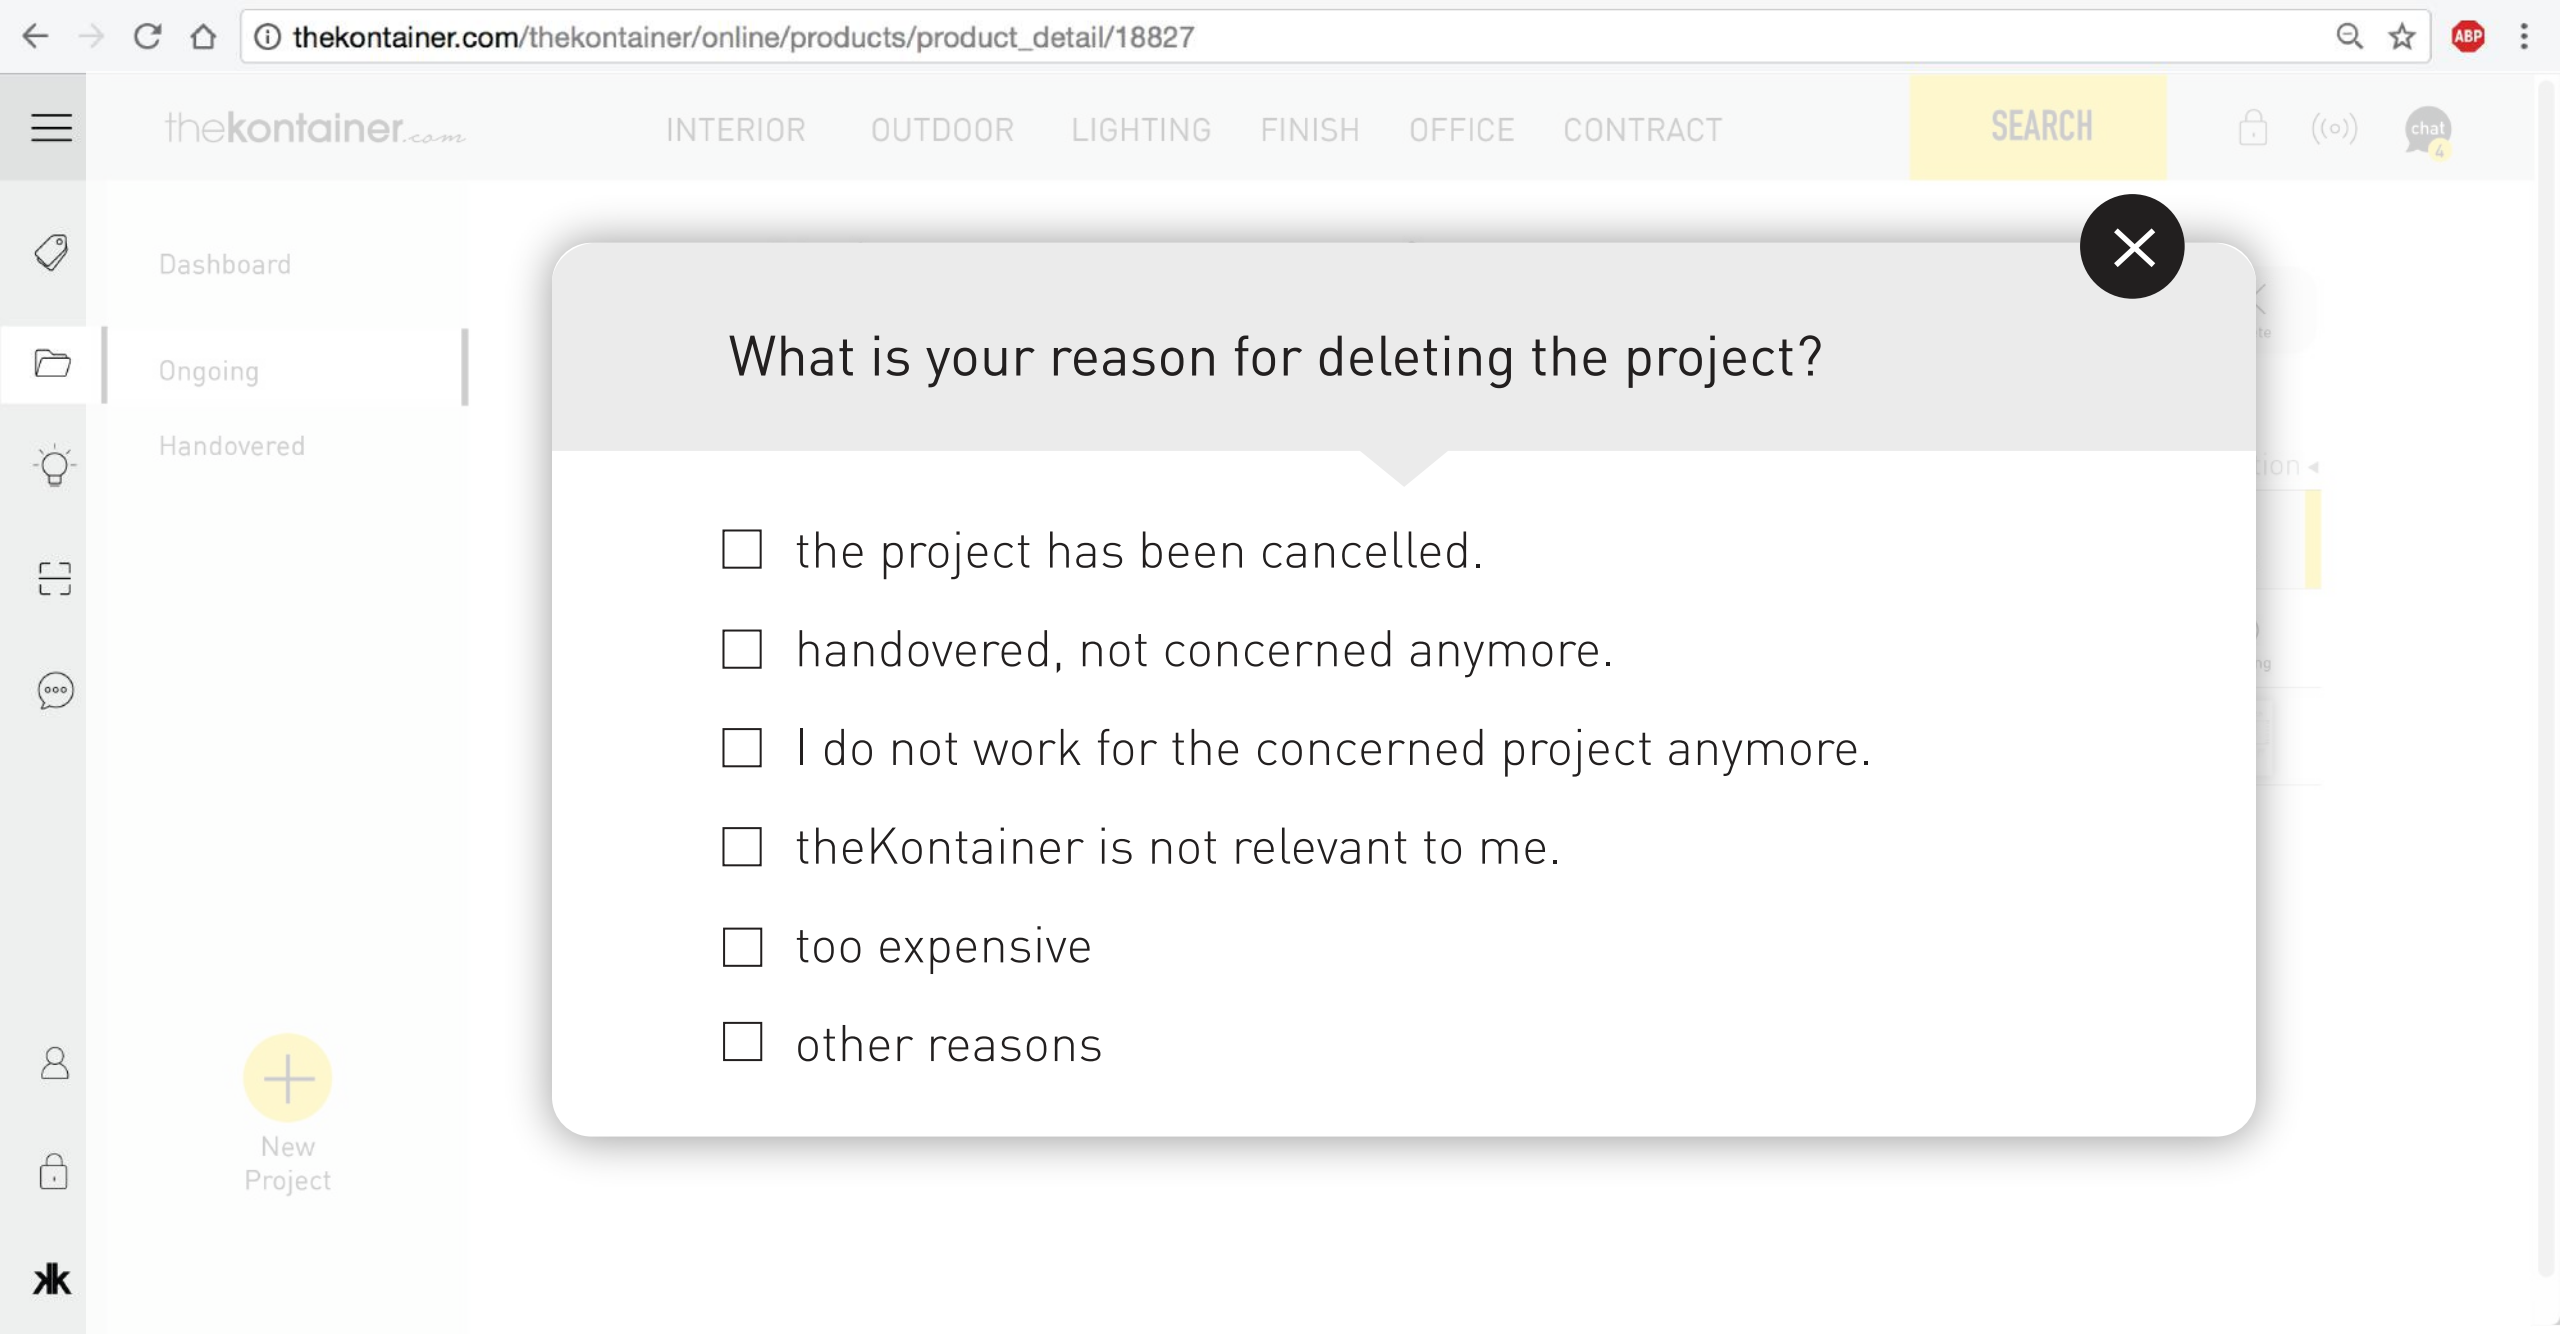 thekontainer.com/thekontainer/online/products/product_detail/18827
ABP
thekontainer.com
INTERIOR OUTDOOR LIGHTING FINISH OFFICE CONTRACT
SEARCH
chat
4
Dashboard
Ongoing
Handovered
New
Project
What is your reason for deleting the project?
the project has been cancelled.
handovered, not concerned anymore.
I do not work for the concerned project anymore.
theKontainer is not relevant to me.
too expensive
other reasons